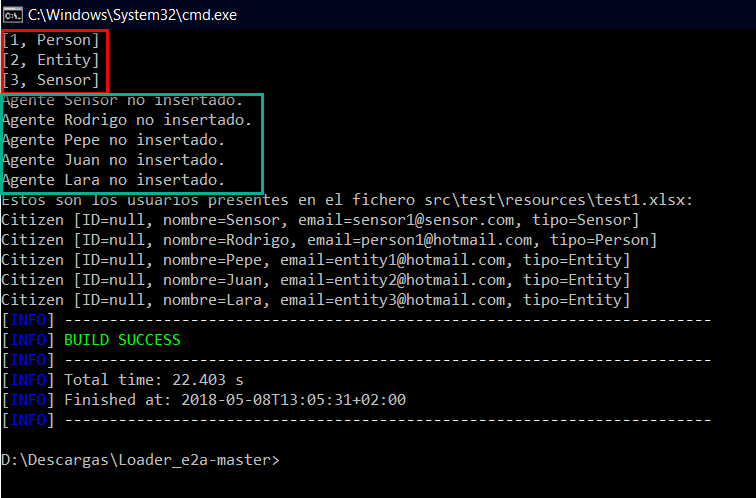 C:\Windows\System32\cmd.exe
[1, Person]
[2, Entity]
[3, Sensor]
Agente Sensor no insertado.
Agente Rodrigo no insertado.
Agente Pepe no insertado.
Agente Juan no insertado.
Agente Lara no insertado.
Estos son los usuarios presentes en el fichero src\test\resources\test1.xlsx:
Citizen [ID=null, nombre=Sensor, email=sensor1@sensor.com, tipo=Sensor]
Citizen [ID=null, nombre=Rodrigo, email=person1@hotmail.com, tipo=Person]
Citizen [ID=null, nombre=Pepe, email=entity1@hotmail.com, tipo=Entity]
Citizen [ID=null, nombre=Juan, email=entity2@hotmail.com, tipo=Entity]
Citizen [ID=null, nombre=Lara, email=entity3@hotmail.com, tipo=Entity]
[INFO] ------------------------------------------------------------------------
[INFO] BUILD SUCCESS
[INFO] ------------------------------------------------------------------------
[INFO] Total time: 22.403 s
[INFO] Finished at: 2018-05-08T13:05:31+02:00
[INFO] ------------------------------------------------------------------------
D:\Descargas\Loader_e2a-master>